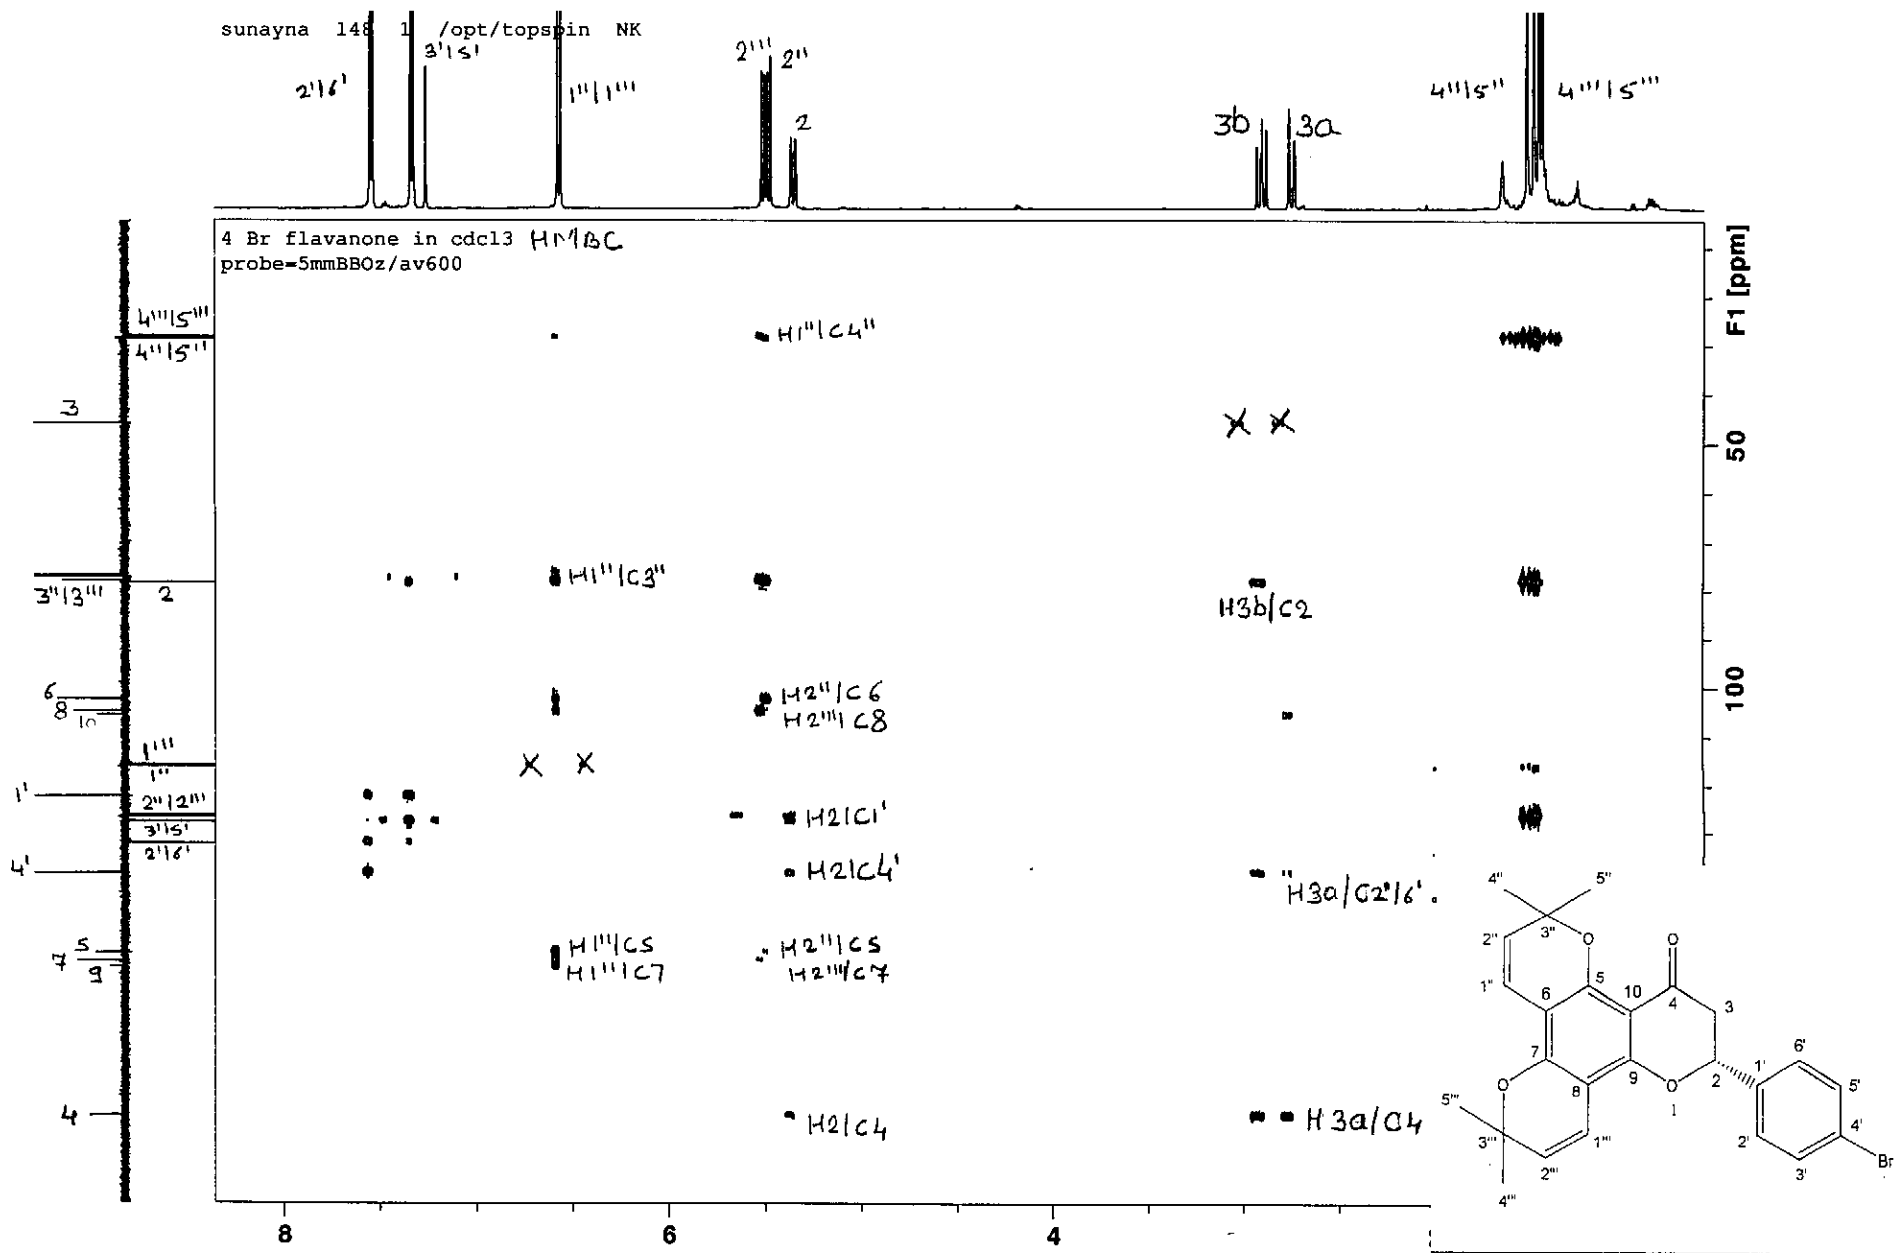 sunayna 148 1 /opt/topspin NK
2'/6'
3'/5'
1''/1'''
2'''
2''
2
3b
3a
4''/5''
4'''/5'''
4 Br flavanone in cdcl3 HMBC
probe=5mmBBOz/av600
F1 [ppm]
4'''/5'''
4''/5''
H1''/C4''
3
50
3''/3'''
2
H1''/C3''
H3b/C2
6
8
10
H2''/C6
H2'''/C8
100
1'''
1''
1'
2''/2'''
3'/5'
2'/6'
4'
H2/C1'
H2/C4'
H3a/C2'/6'
5
7
9
H1'''/C5
H1'''/C7
H2''/C5
H2'''/C7
4
H2/C4
H3a/C4
4''
5''
3''
2''
O
O
1''
5
10
4
3
6
7
8
9
O
O
1
2
1'
6'
5'
4'
3'
2'
Br
5'''
3'''
2'''
1'''
4'''
8
6
4